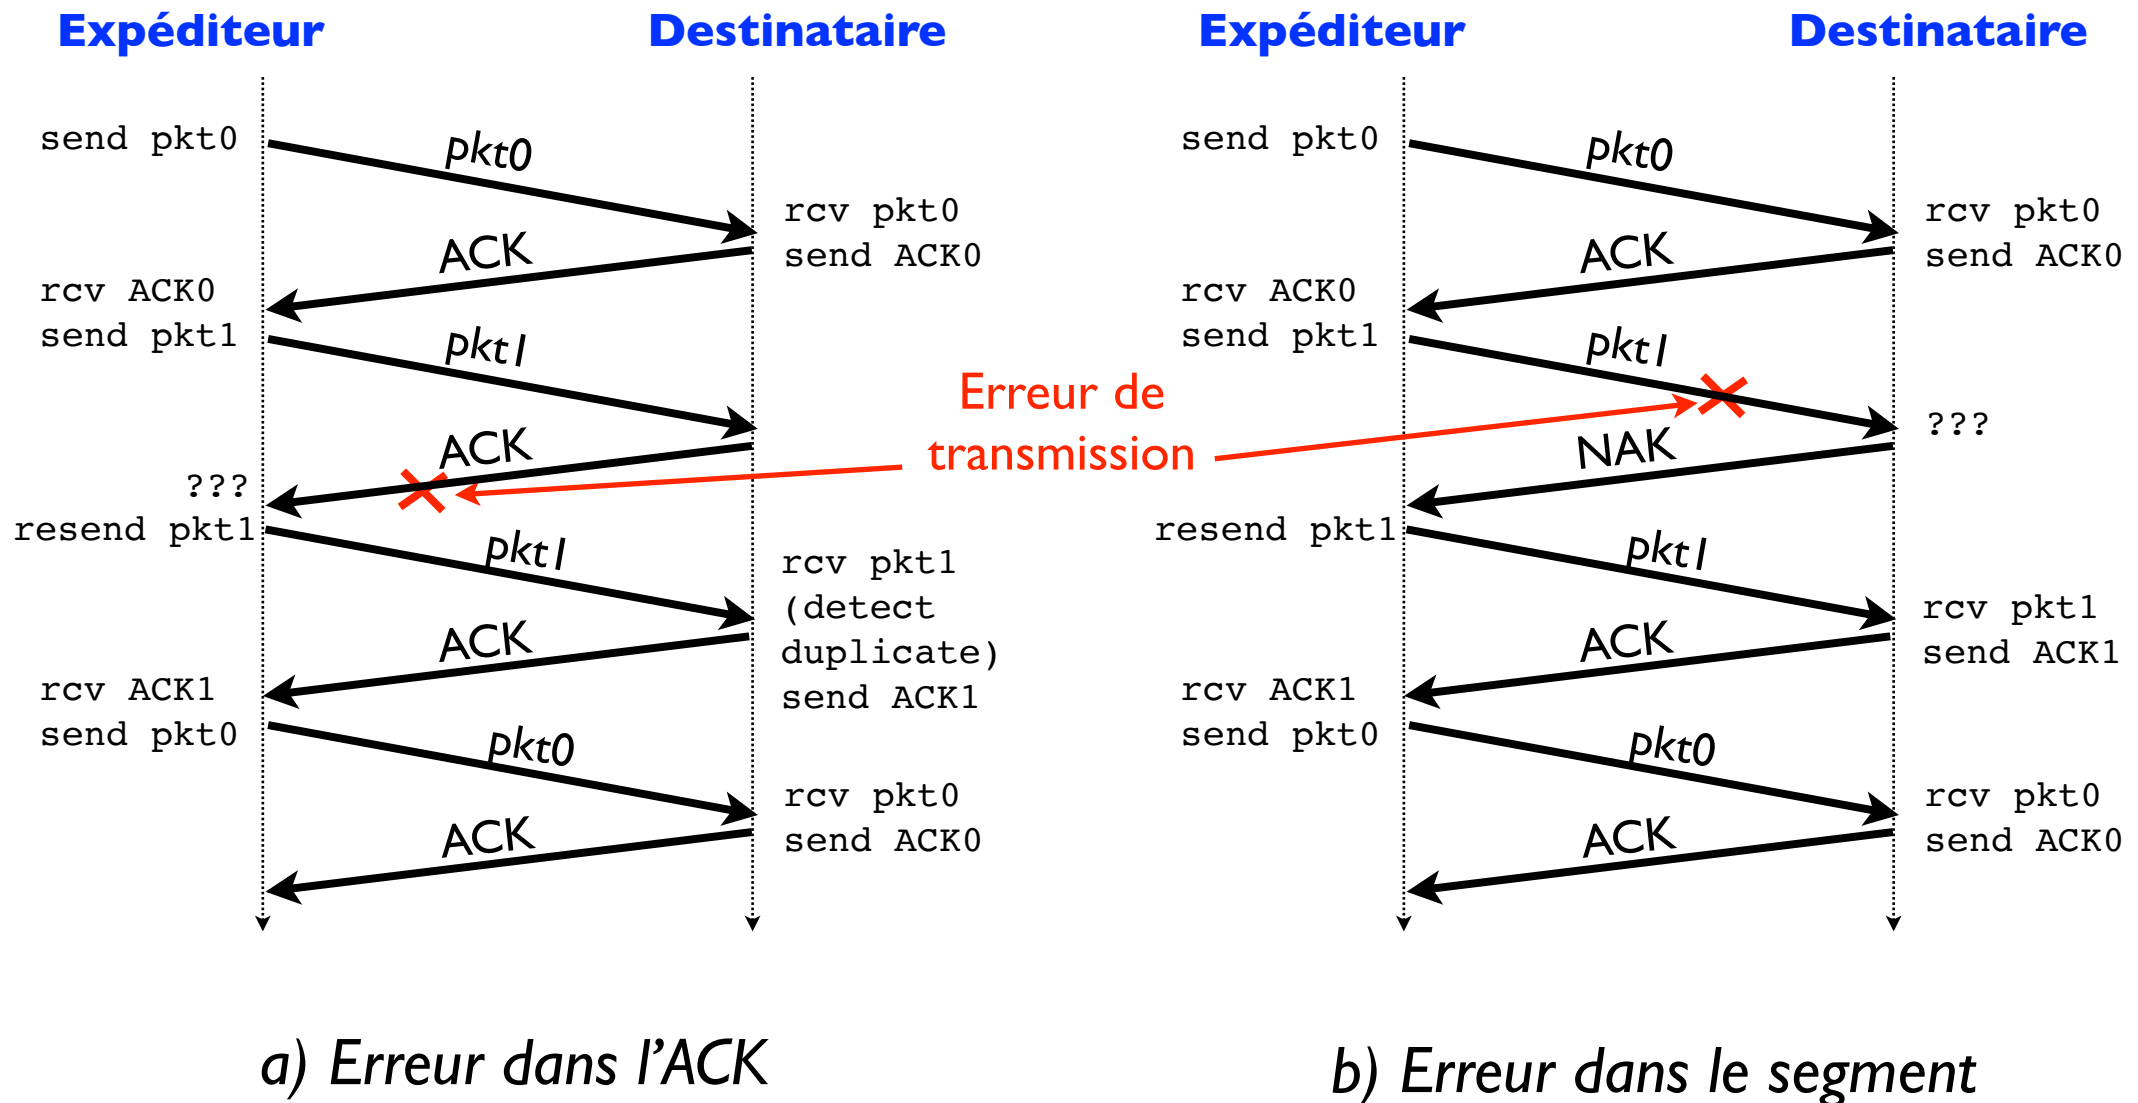 Expéditeur
Destinataire
send pkt0
pkt0
rcv pkt0
send ACK0
ACK
rcv ACK0
send pkt1
pkt1
ACK
???
resend pkt1
pkt1
rcv pkt1
(detect
duplicate)
send ACK1
ACK
rcv ACK1
send pkt0
pkt0
rcv pkt0
send ACK0
ACK
a) Erreur dans l'ACK
Erreur de
transmission
Expéditeur
Destinataire
send pkt0
pkt0
rcv pkt0
send ACK0
ACK
rcv ACK0
send pkt1
pkt1
???
NAK
resend pkt1
pkt1
rcv pkt1
send ACK1
ACK
rcv ACK1
send pkt0
pkt0
rcv pkt0
send ACK0
ACK
b) Erreur dans le segment